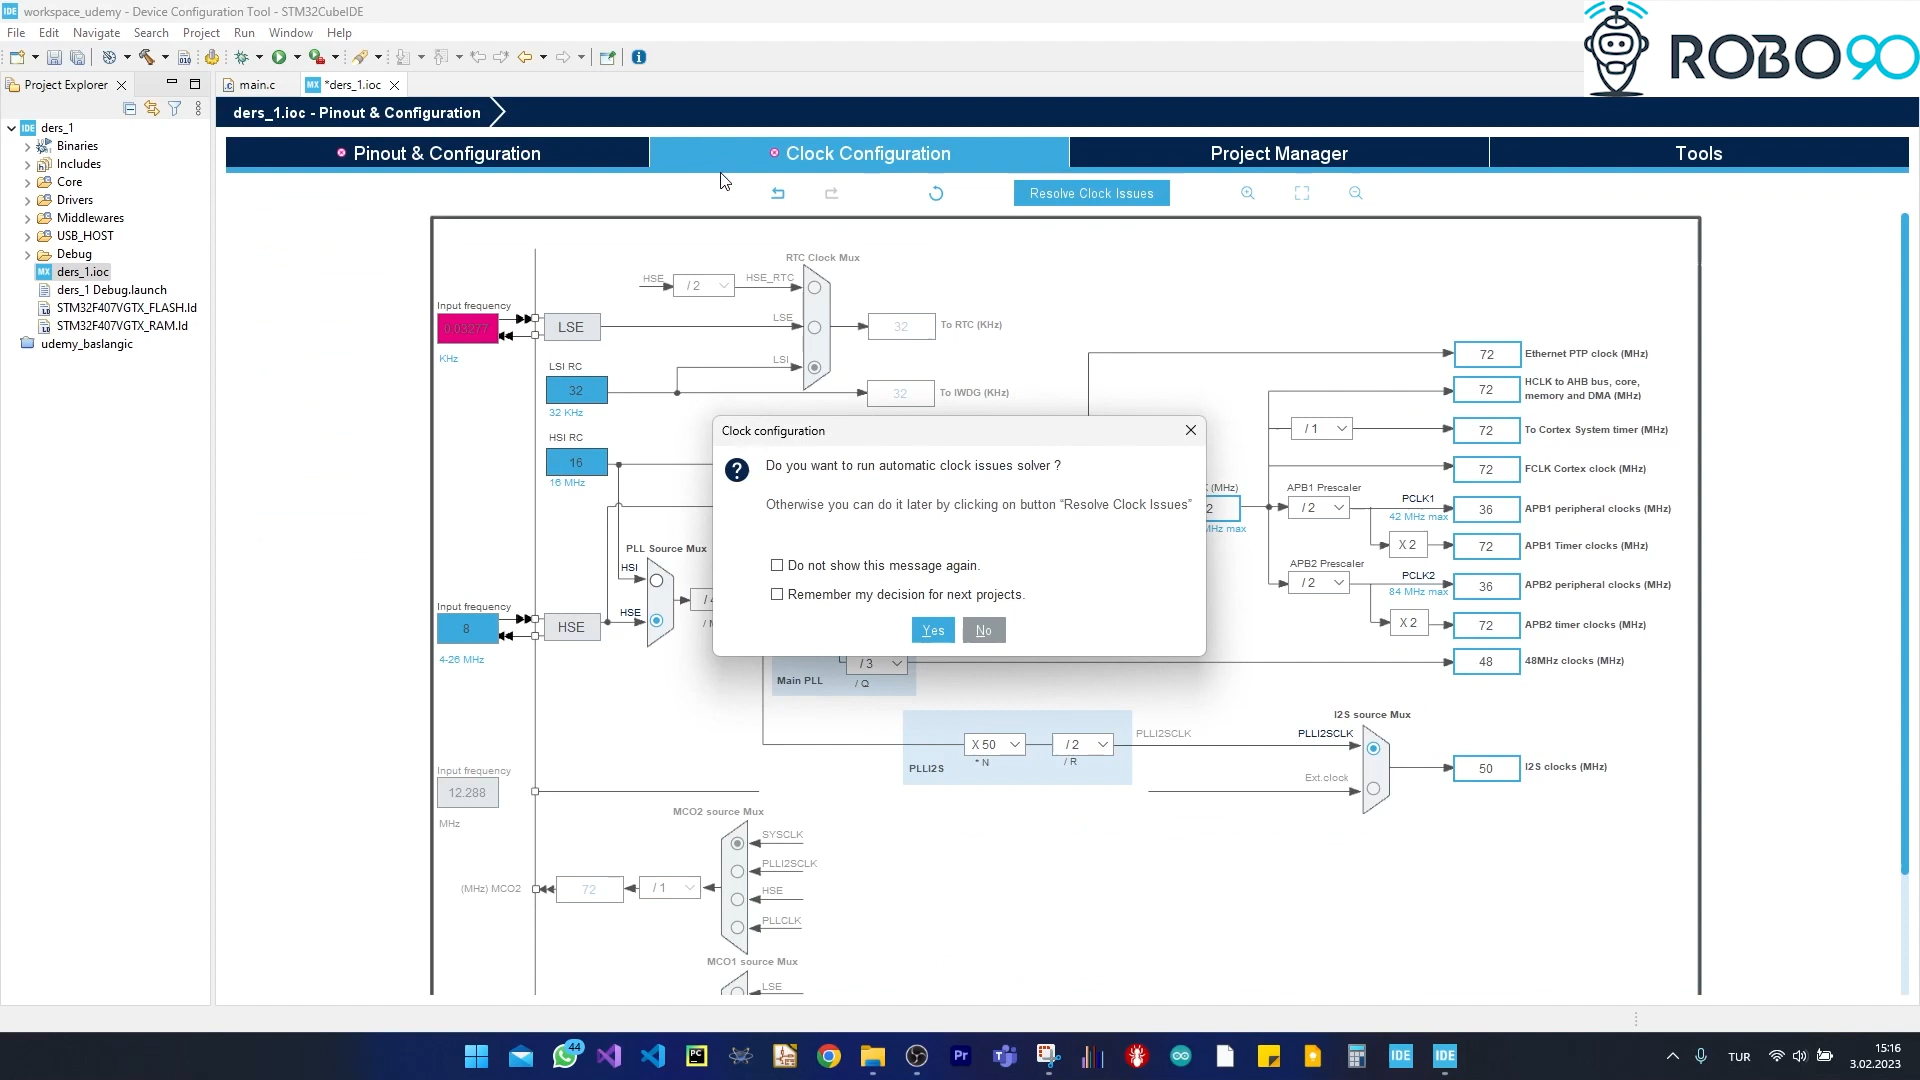 workspace_udemy - Device Configuration Tool - STM32CubeIDE
File Edit Navigate Search Project Run Window Help
ROBO90
Project Explorer
main.c
*ders_1.ioc
ders_1.ioc - Pinout & Configuration
Pinout & Configuration
Clock Configuration
Project Manager
Tools
Resolve Clock Issues
ders_1
Binaries
Includes
Core
Drivers
Middlewares
USB_HOST
Debug
ders_1.ioc
ders_1 Debug.launch
STM32F407VGTX_FLASH.ld
STM32F407VGTX_RAM.ld
udemy_baslangic
RTC Clock Mux
HSE
/ 2
HSE_RTC
Input frequency
0.03277
KHz
LSE
LSE
32
To RTC (KHz)
LSI RC
LSI
32
32 KHz
32
To IWDG (KHz)
HSI RC
16
16 MHz
72
Ethernet PTP clock (MHz)
72
HCLK to AHB bus, core,
memory and DMA (MHz)
/ 1
72
To Cortex System timer (MHz)
72
FCLK Cortex clock (MHz)
APB1 Prescaler
/ 2
PCLK1
42 MHz max
36
APB1 peripheral clocks (MHz)
X 2
72
APB1 Timer clocks (MHz)
APB2 Prescaler
/ 2
PCLK2
84 MHz max
36
APB2 peripheral clocks (MHz)
X 2
72
APB2 timer clocks (MHz)
48
48MHz clocks (MHz)
Clock configuration
Do you want to run automatic clock issues solver ?
Otherwise you can do it later by clicking on button “Resolve Clock Issues”
Do not show this message again.
Remember my decision for next projects.
Yes
No
PLL Source Mux
HSI
HSE
Input frequency
8
4-26 MHz
HSE
/ 3
Main PLL
/ Q
X 50
* N
/ 2
/ R
PLLI2S
PLLI2SCLK
I2S source Mux
PLLI2SCLK
Ext.clock
50
I2S clocks (MHz)
Input frequency
12.288
MHz
MCO2 source Mux
SYSCLK
PLLI2SCLK
HSE
PLLCLK
(MHz) MCO2
72
/ 1
MCO1 source Mux
LSE
44
TUR
15:16
3.02.2023